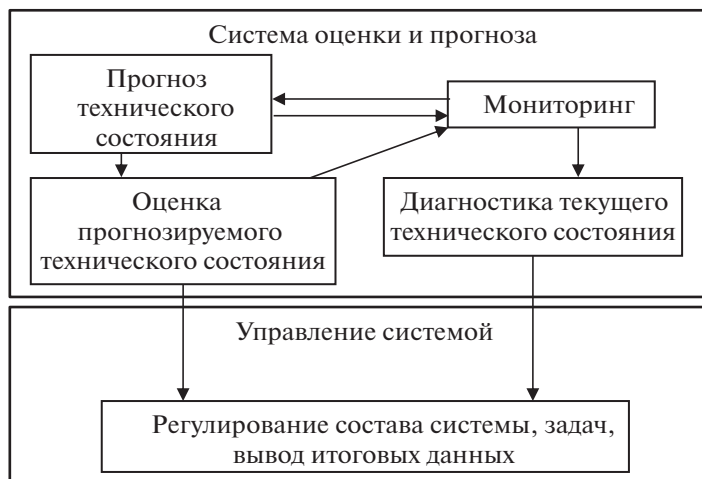 Система оценки и прогноза
Прогноз
технического
состояния
Мониторинг
Оценка
прогнозируемого
технического состояния
Диагностика текущего
технического состояния
Управление системой
Регулирование состава системы, задач,
вывод итоговых данных